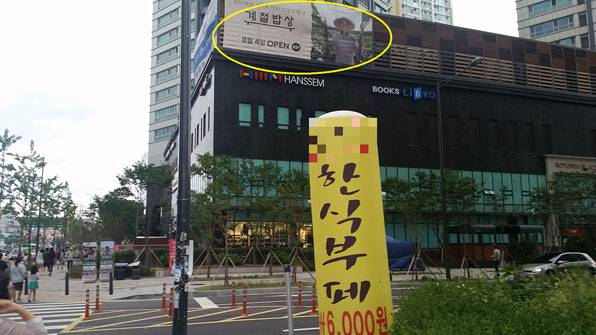 계절밥상
8월 4일 OPEN
HANSSEM
BOOKS LiBRO
한식부페
₩6,000원